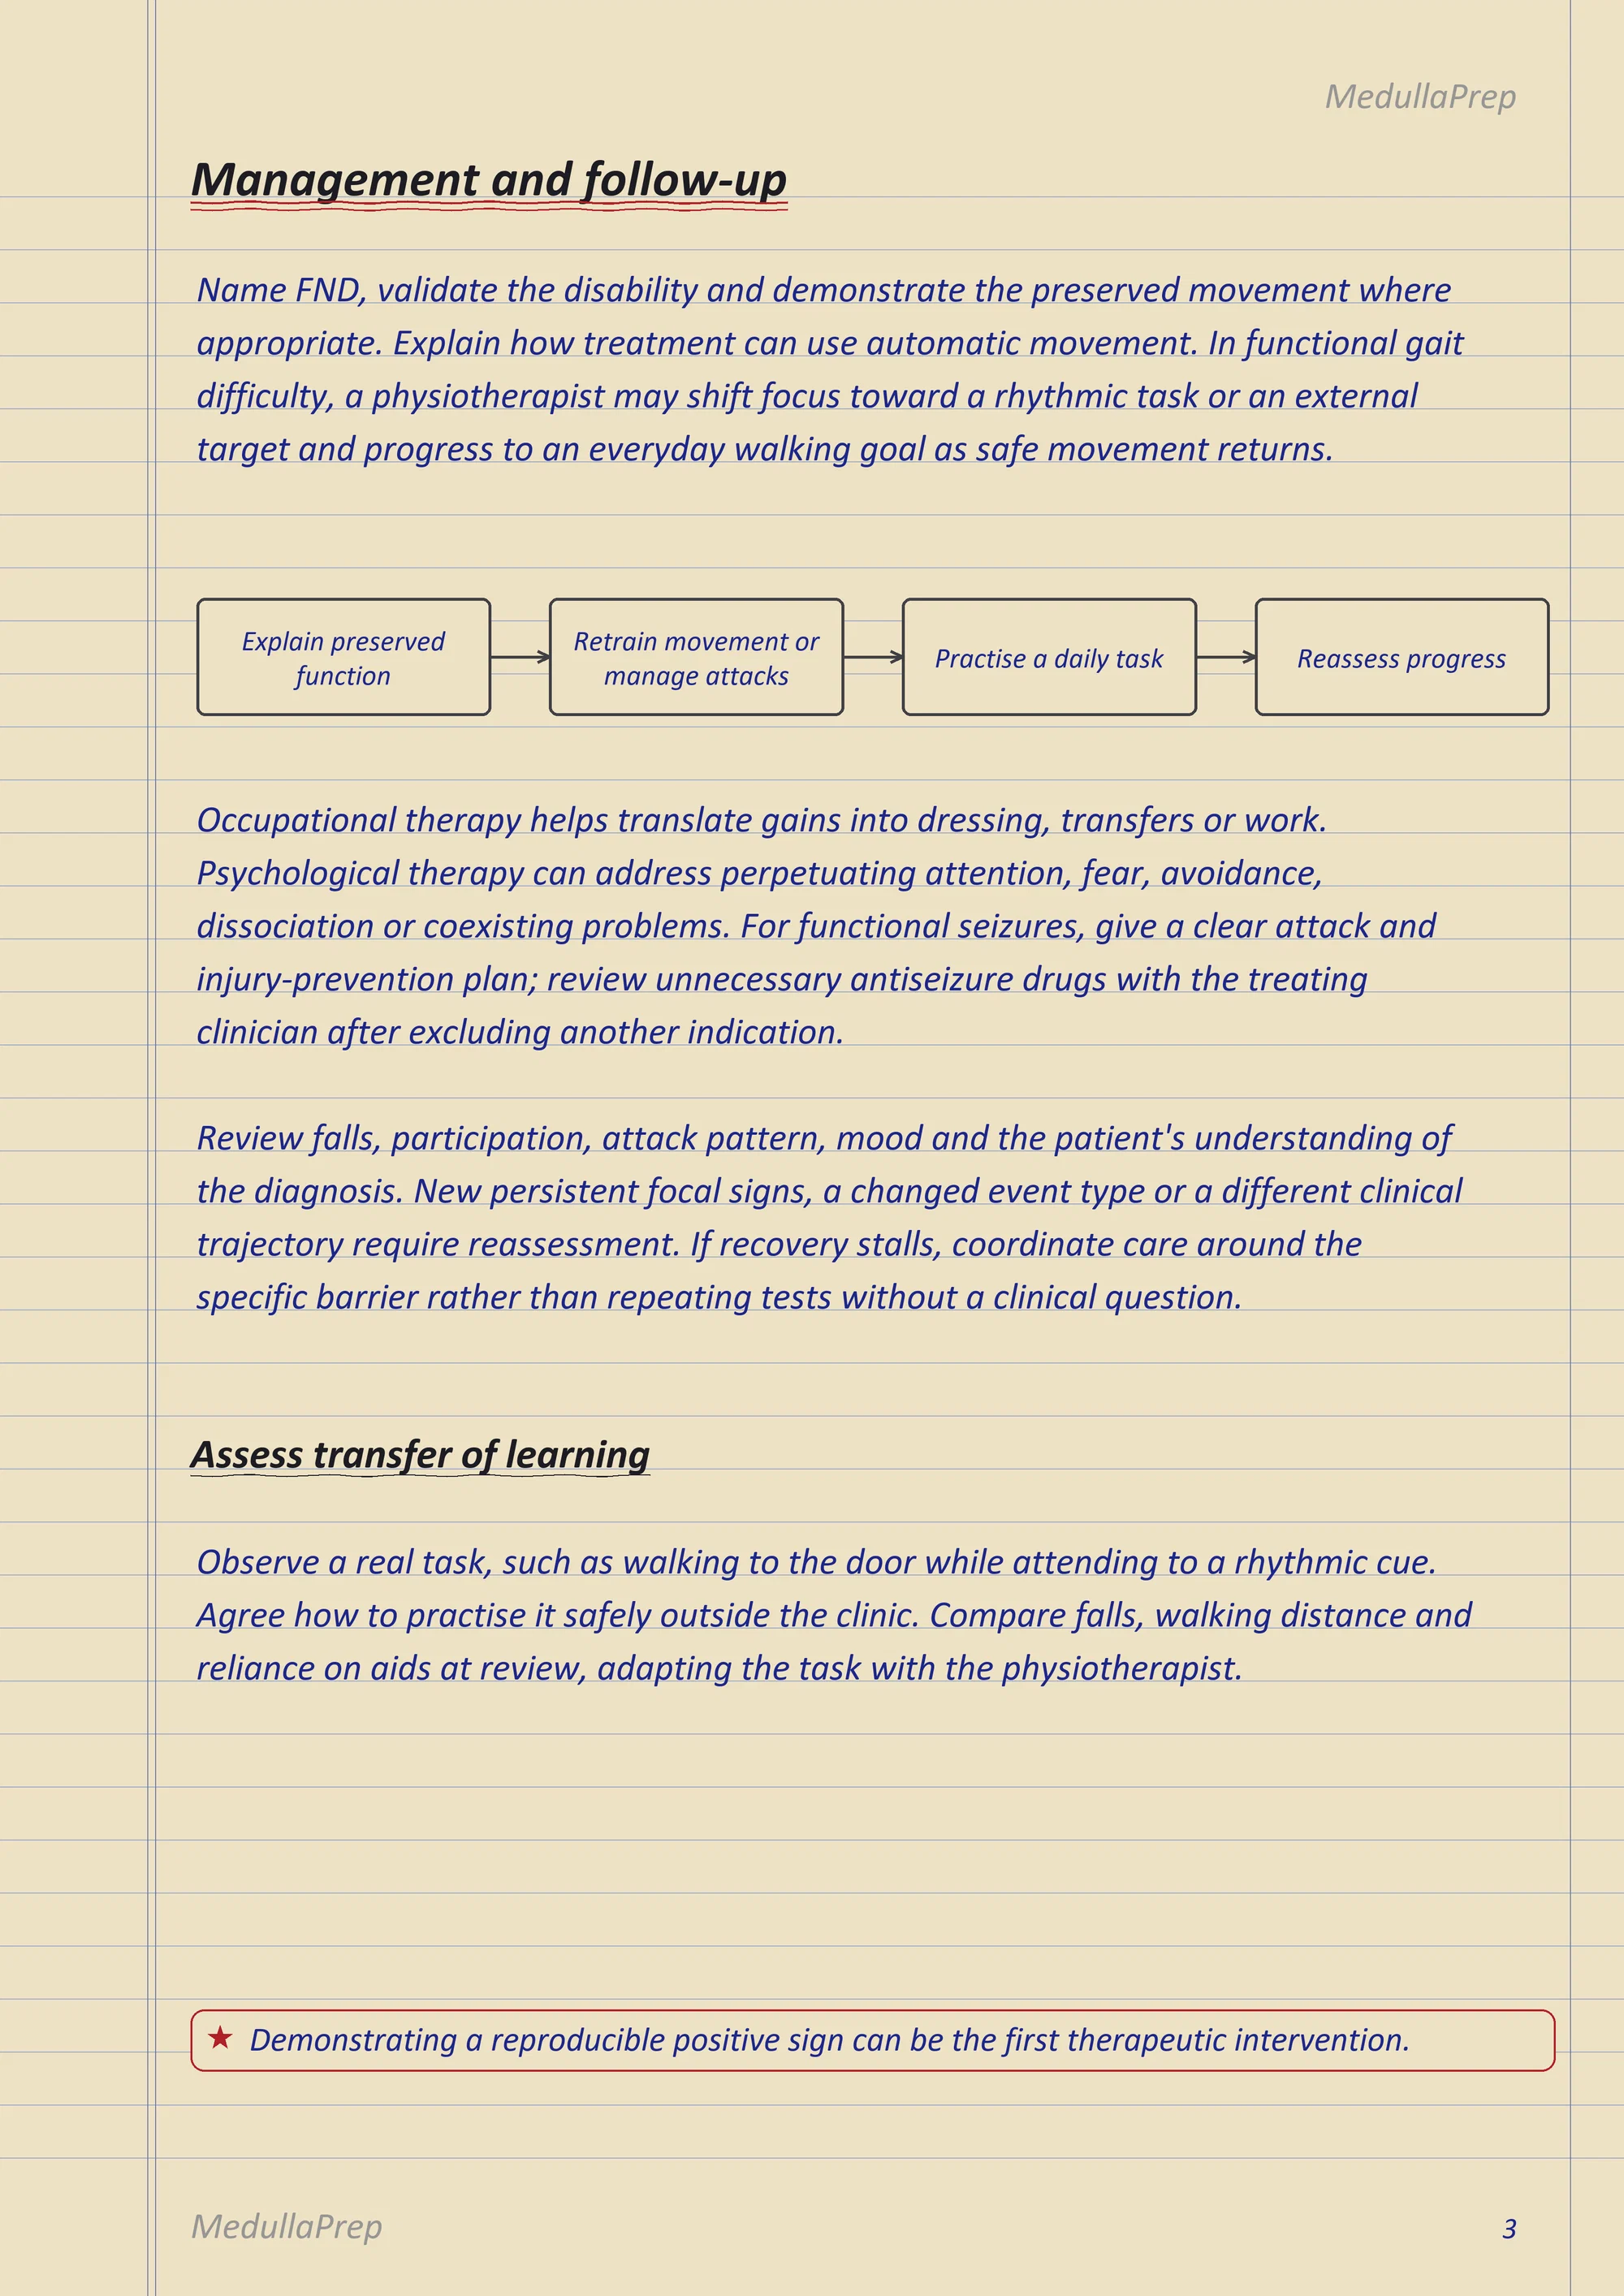 MedullaPrep
Management and follow-up
Name FND, validate the disability and demonstrate the preserved movement where
appropriate. Explain how treatment can use automatic movement. In functional gait
difficulty, a physiotherapist may shift focus toward a rhythmic task or an external
target and progress to an everyday walking goal as safe movement returns.
Explain preserved
function
Retrain movement or
manage attacks
Practise a daily task
Reassess progress
Occupational therapy helps translate gains into dressing, transfers or work.
Psychological therapy can address perpetuating attention, fear, avoidance,
dissociation or coexisting problems. For functional seizures, give a clear attack and
injury-prevention plan; review unnecessary antiseizure drugs with the treating
clinician after excluding another indication.
Review falls, participation, attack pattern, mood and the patient's understanding of
the diagnosis. New persistent focal signs, a changed event type or a different clinical
trajectory require reassessment. If recovery stalls, coordinate care around the
specific barrier rather than repeating tests without a clinical question.
Assess transfer of learning
Observe a real task, such as walking to the door while attending to a rhythmic cue.
Agree how to practise it safely outside the clinic. Compare falls, walking distance and
reliance on aids at review, adapting the task with the physiotherapist.
★ Demonstrating a reproducible positive sign can be the first therapeutic intervention.
MedullaPrep
3